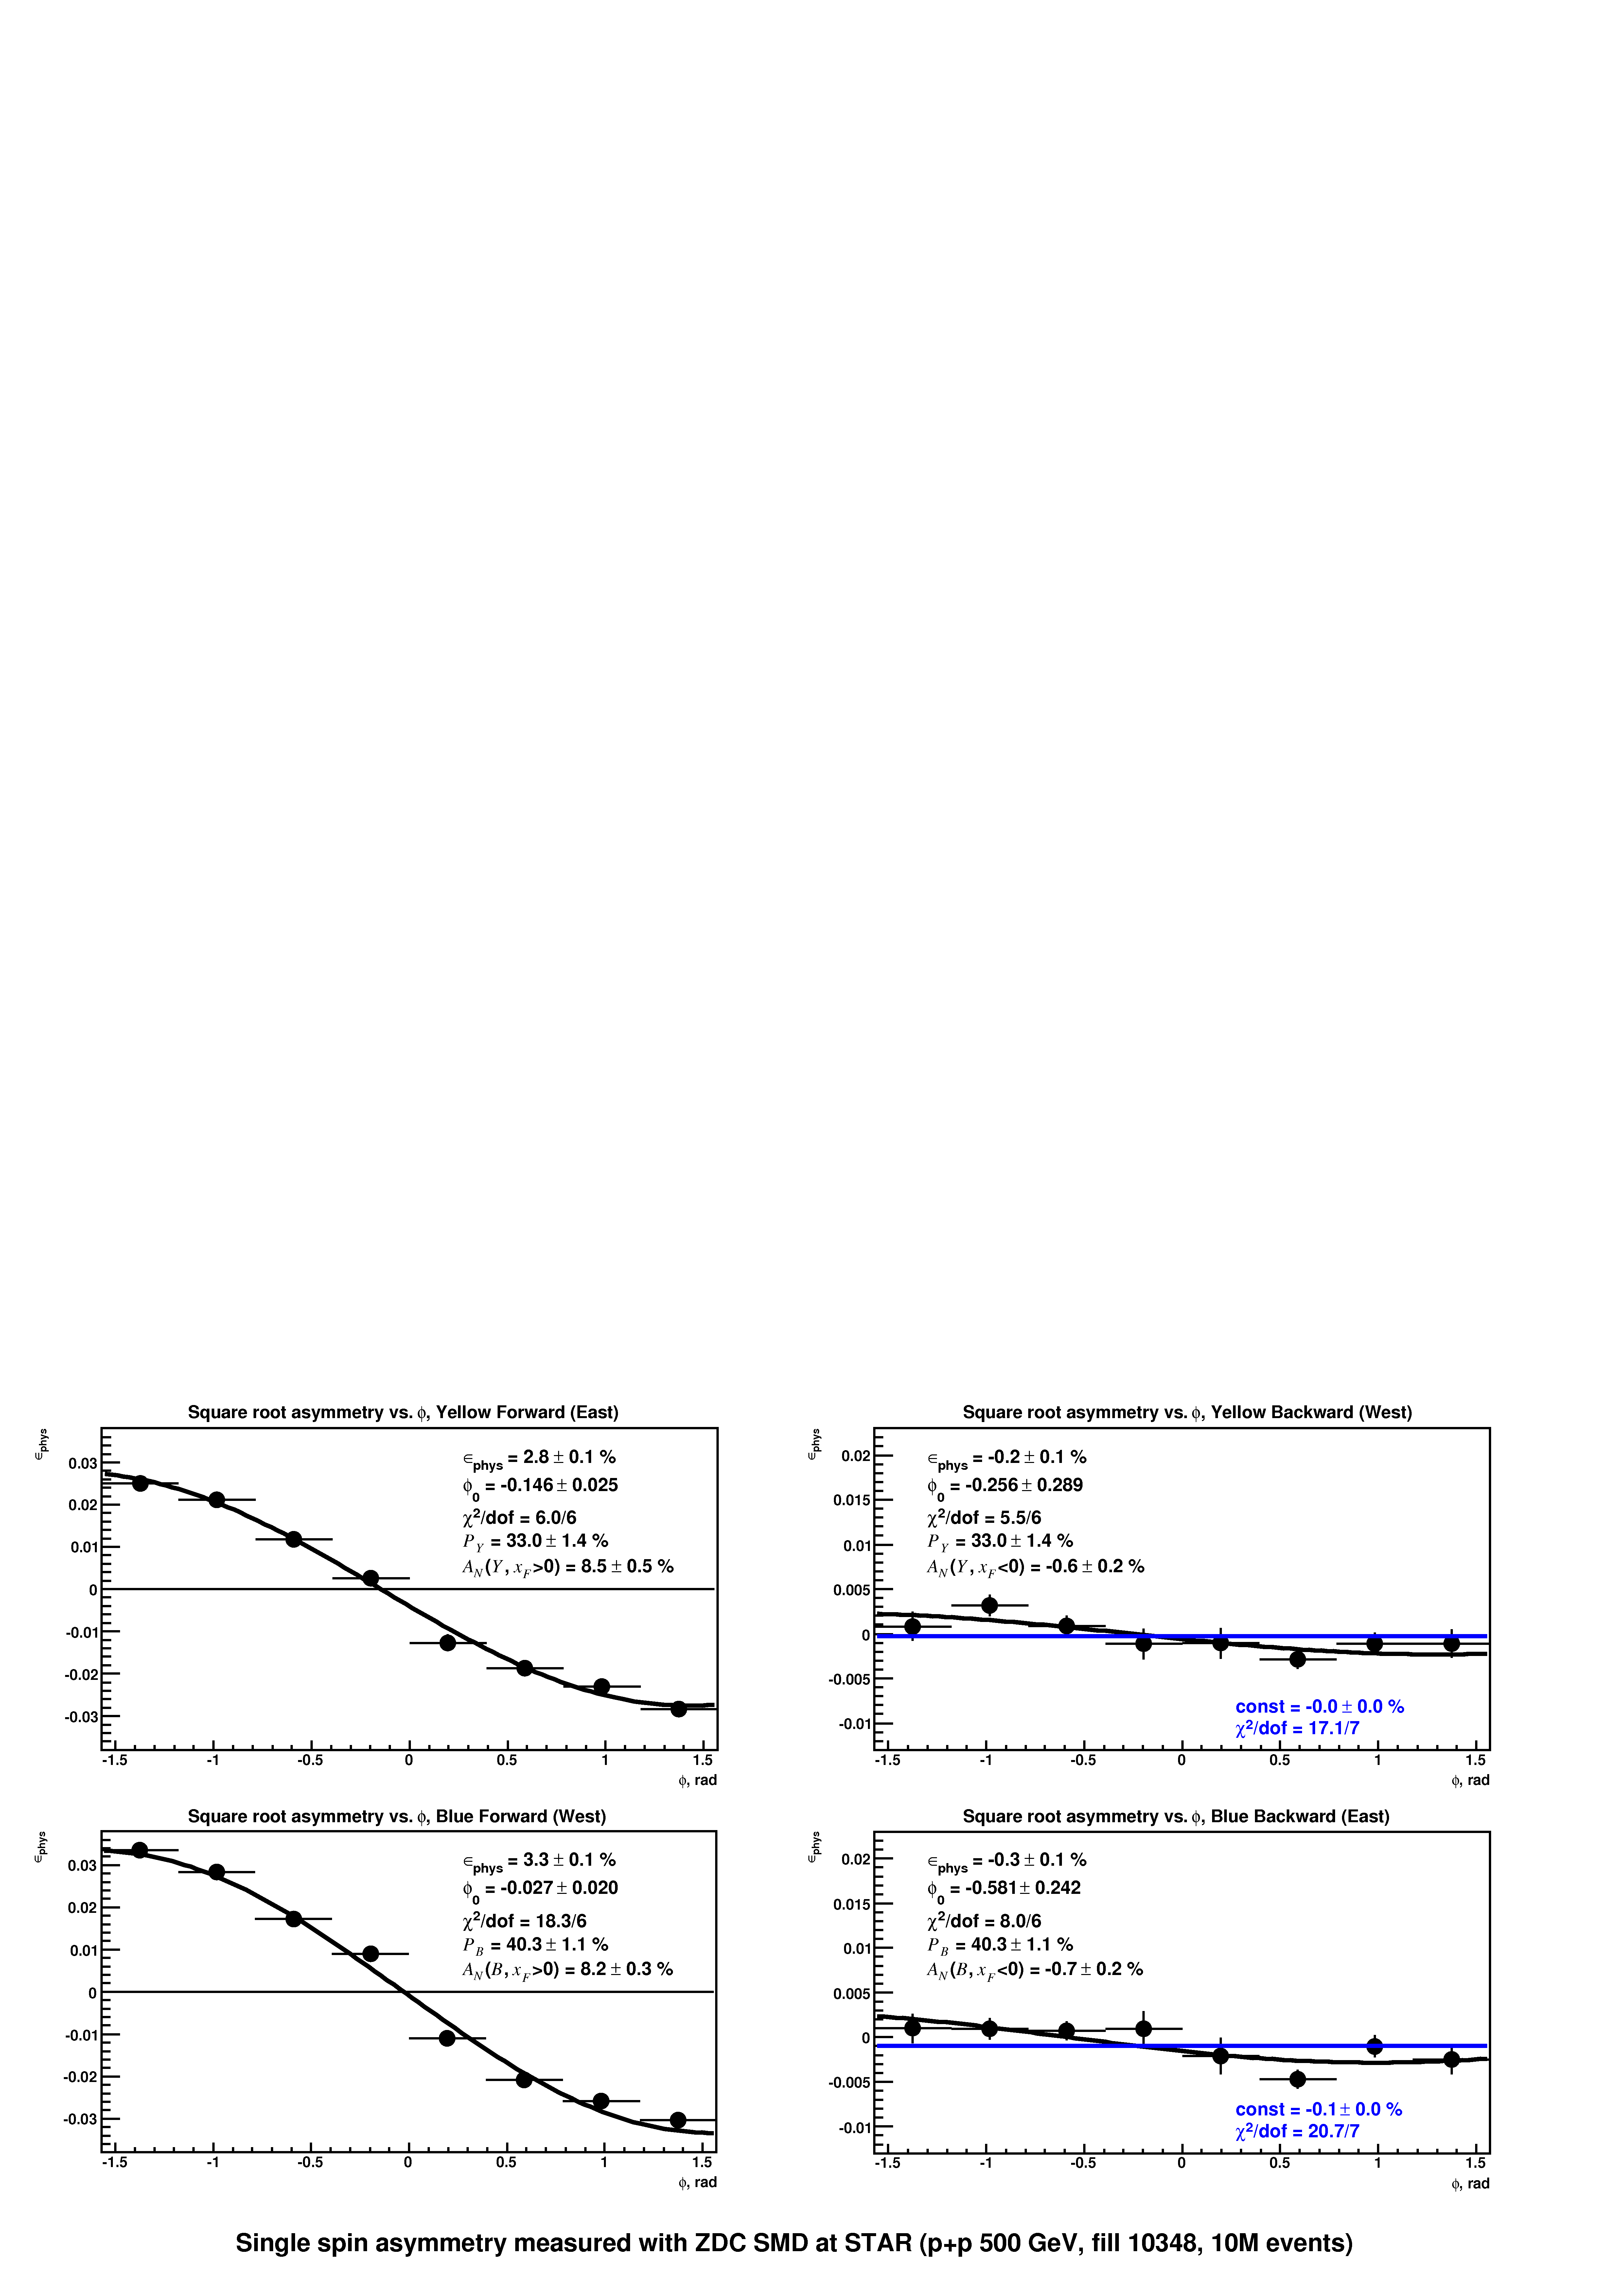 Square root asymmetry vs. ϕ, Yellow Forward (East)
∈phys
∈phys = 2.8 ± 0.1 %
ϕ0 = -0.146 ± 0.025
χ²/dof = 6.0/6
PY = 33.0 ± 1.4 %
AN(Y, xF>0) = 8.5 ± 0.5 %
0.03
0.02
0.01
0
-0.01
-0.02
-0.03
-1.5 -1 -0.5 0 0.5 1 1.5
ϕ, rad
Square root asymmetry vs. ϕ, Yellow Backward (West)
∈phys
∈phys = -0.2 ± 0.1 %
ϕ0 = -0.256 ± 0.289
χ²/dof = 5.5/6
PY = 33.0 ± 1.4 %
AN(Y, xF<0) = -0.6 ± 0.2 %
0.02
0.015
0.01
0.005
0
-0.005
-0.01
const = -0.0 ± 0.0 %
χ²/dof = 17.1/7
-1.5 -1 -0.5 0 0.5 1 1.5
ϕ, rad
Square root asymmetry vs. ϕ, Blue Forward (West)
∈phys
∈phys = 3.3 ± 0.1 %
ϕ0 = -0.027 ± 0.020
χ²/dof = 18.3/6
PB = 40.3 ± 1.1 %
AN(B, xF>0) = 8.2 ± 0.3 %
0.03
0.02
0.01
0
-0.01
-0.02
-0.03
-1.5 -1 -0.5 0 0.5 1 1.5
ϕ, rad
Square root asymmetry vs. ϕ, Blue Backward (East)
∈phys
∈phys = -0.3 ± 0.1 %
ϕ0 = -0.581 ± 0.242
χ²/dof = 8.0/6
PB = 40.3 ± 1.1 %
AN(B, xF<0) = -0.7 ± 0.2 %
0.02
0.015
0.01
0.005
0
-0.005
-0.01
const = -0.1 ± 0.0 %
χ²/dof = 20.7/7
-1.5 -1 -0.5 0 0.5 1 1.5
ϕ, rad
Single spin asymmetry measured with ZDC SMD at STAR (p+p 500 GeV, fill 10348, 10M events)